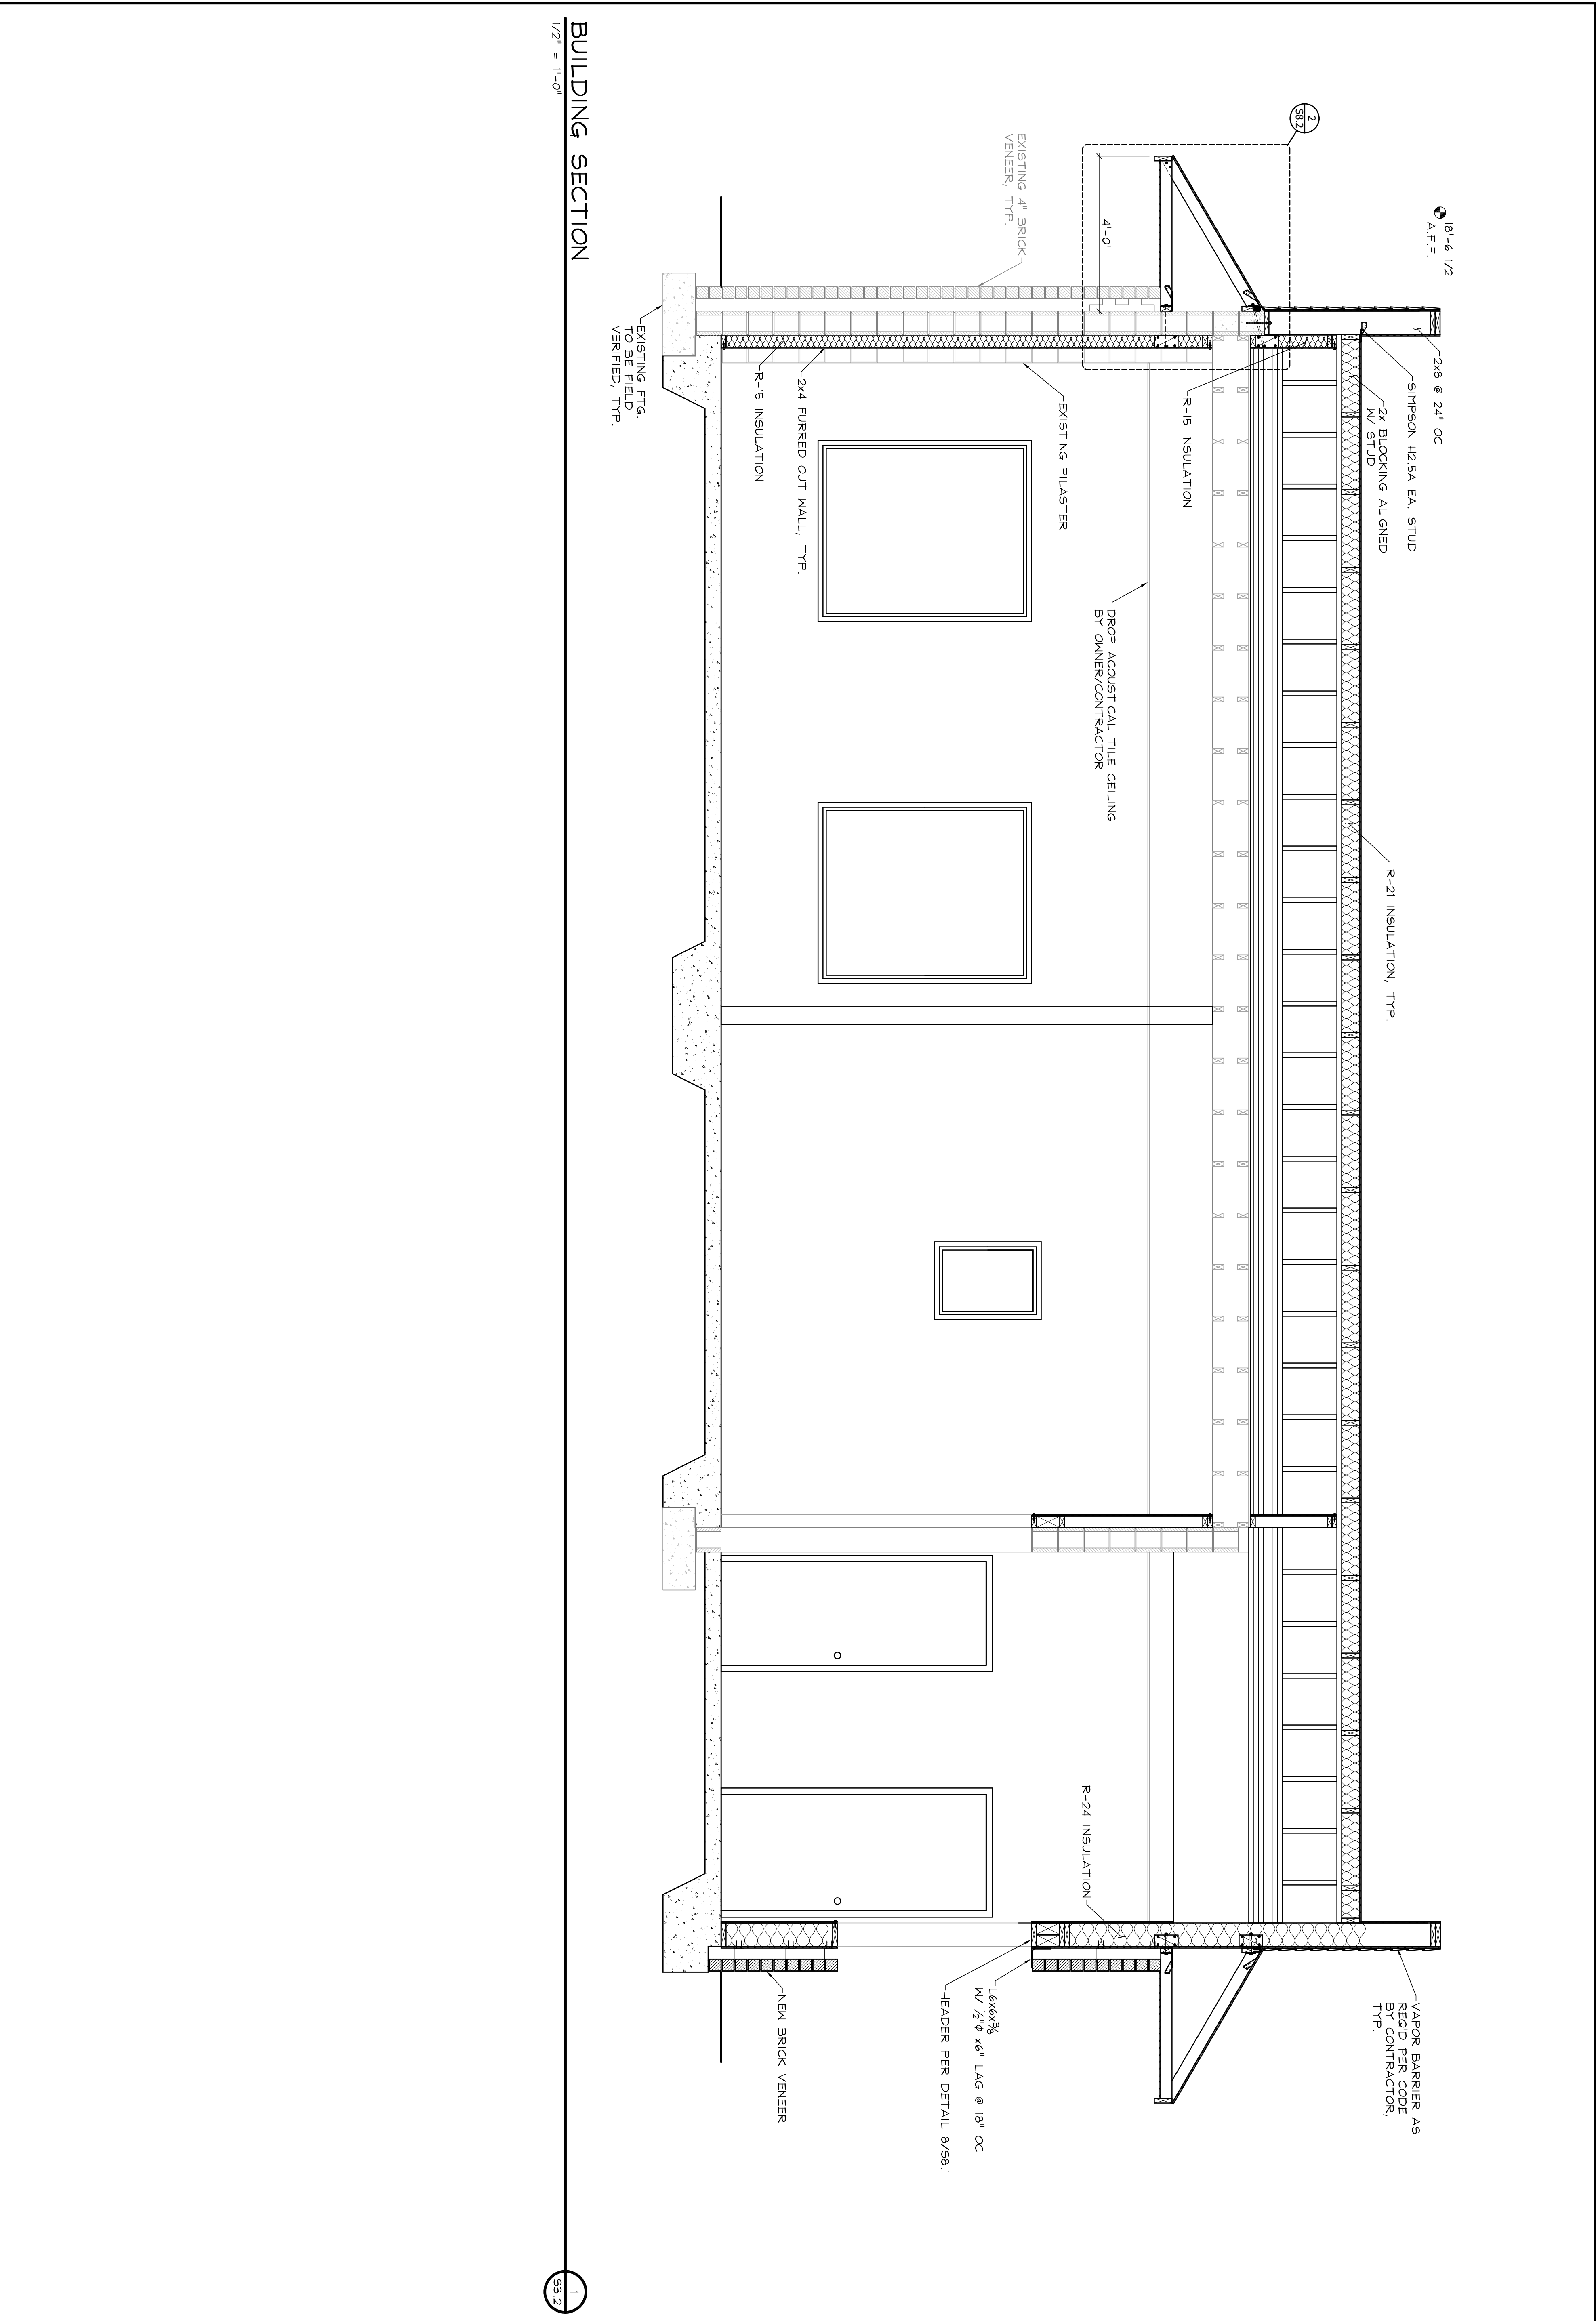 18'-6 1/2"
A.F.F.
2
S8.2
2x8 @ 24" OC
SIMPSON H2.5A EA. STUD
2x BLOCKING ALIGNED
W/ STUD
R-21 INSULATION, TYP.
VAPOR BARRIER AS
REQ'D PER CODE
BY CONTRACTOR,
TYP.
4'-0"
R-15 INSULATION
DROP ACOUSTICAL TILE CEILING
BY OWNER/CONTRACTOR
R-24 INSULATION
EXISTING 4" BRICK
VENEER, TYP.
EXISTING PILASTER
L6x6x3/8
W/ 1/2"Φ x6" LAG @ 18" OC
HEADER PER DETAIL 8/S8.1
2x4 FURRED OUT WALL, TYP.
R-15 INSULATION
NEW BRICK VENEER
EXISTING FTG.
TO BE FIELD
VERIFIED, TYP.
BUILDING SECTION
1/2" = 1'-0"
1
S3.2